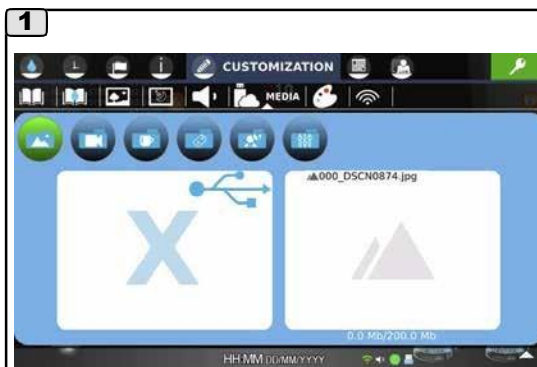 1
CUSTOMIZATION
MEDIA
X
000_DSCN0874.jpg
0.0 Mb/200.0 Mb
HH:MM DD/MM/YYYY